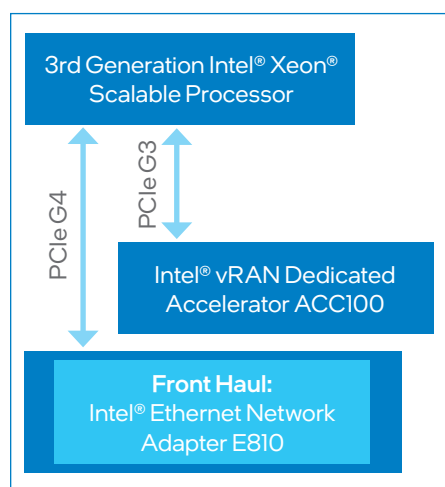 3rd Generation Intel® Xeon®
Scalable Processor
PCIe G4
PCIe G3
Intel® vRAN Dedicated
Accelerator ACC100
Front Haul:
Intel® Ethernet Network
Adapter E810